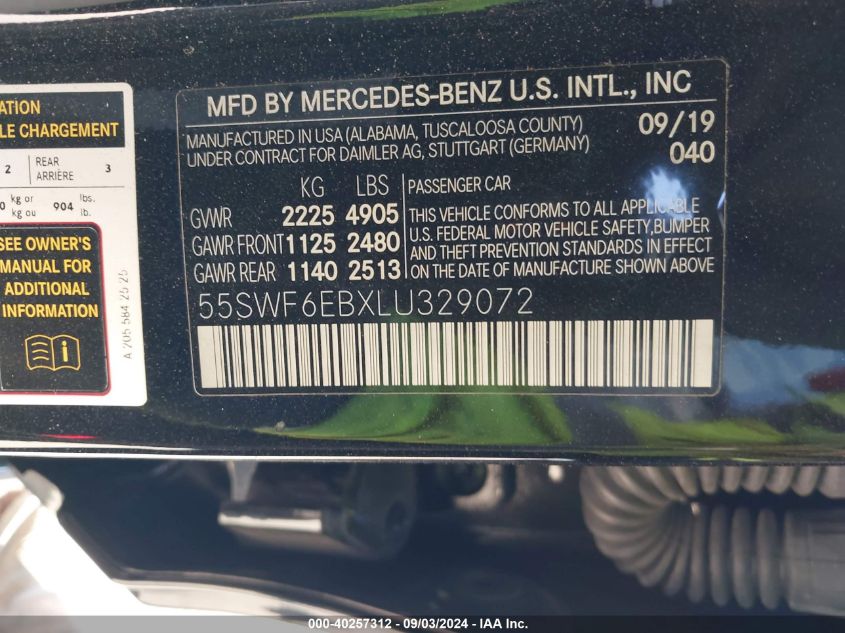 ATION
LE CHARGEMENT
2 REAR ARRIÈRE 3
0 kg or kg ou 904 lbs. lb.
SEE OWNER'S
MANUAL FOR
ADDITIONAL
INFORMATION
A 205 584 25 25
MFD BY MERCEDES-BENZ U.S. INTL., INC
MANUFACTURED IN USA (ALABAMA, TUSCALOOSA COUNTY) 09/19
UNDER CONTRACT FOR DAIMLER AG, STUTTGART (GERMANY) 040
KG LBS PASSENGER CAR
GVWR 2225 4905 THIS VEHICLE CONFORMS TO ALL APPLICABLE
GAWR FRONT 1125 2480 U.S. FEDERAL MOTOR VEHICLE SAFETY,BUMPER
GAWR REAR 1140 2513 AND THEFT PREVENTION STANDARDS IN EFFECT
ON THE DATE OF MANUFACTURE SHOWN ABOVE
55SWF6EBXLU329072
000-40257312 - 09/03/2024 - IAA Inc.